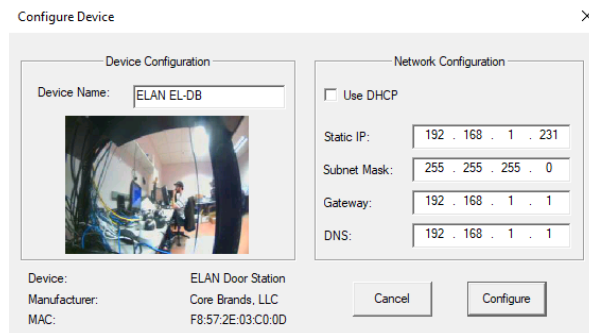 Configure Device
Device Configuration
Device Name: ELAN EL-DB
Network Configuration
Use DHCP
Static IP: 192 . 168 . 1 . 231
Subnet Mask: 255 . 255 . 255 . 0
Gateway: 192 . 168 . 1 . 1
DNS: 192 . 168 . 1 . 1
Device: ELAN Door Station
Manufacturer: Core Brands, LLC
MAC: F8:57:2E:03:C0:0D
Cancel
Configure